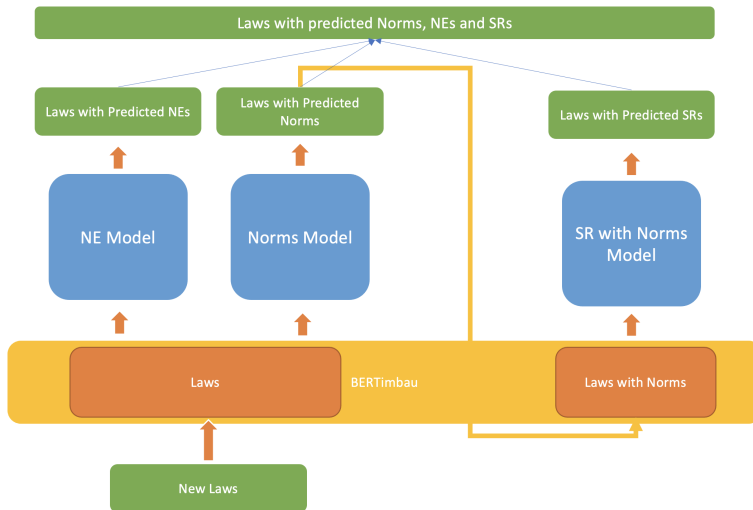 Laws with predicted Norms, NEs and SRs
Laws with Predicted NEs
Laws with Predicted
Norms
Laws with Predicted SRs
NE Model
Norms Model
SR with Norms
Model
Laws
BERTimbau
Laws with Norms
New Laws